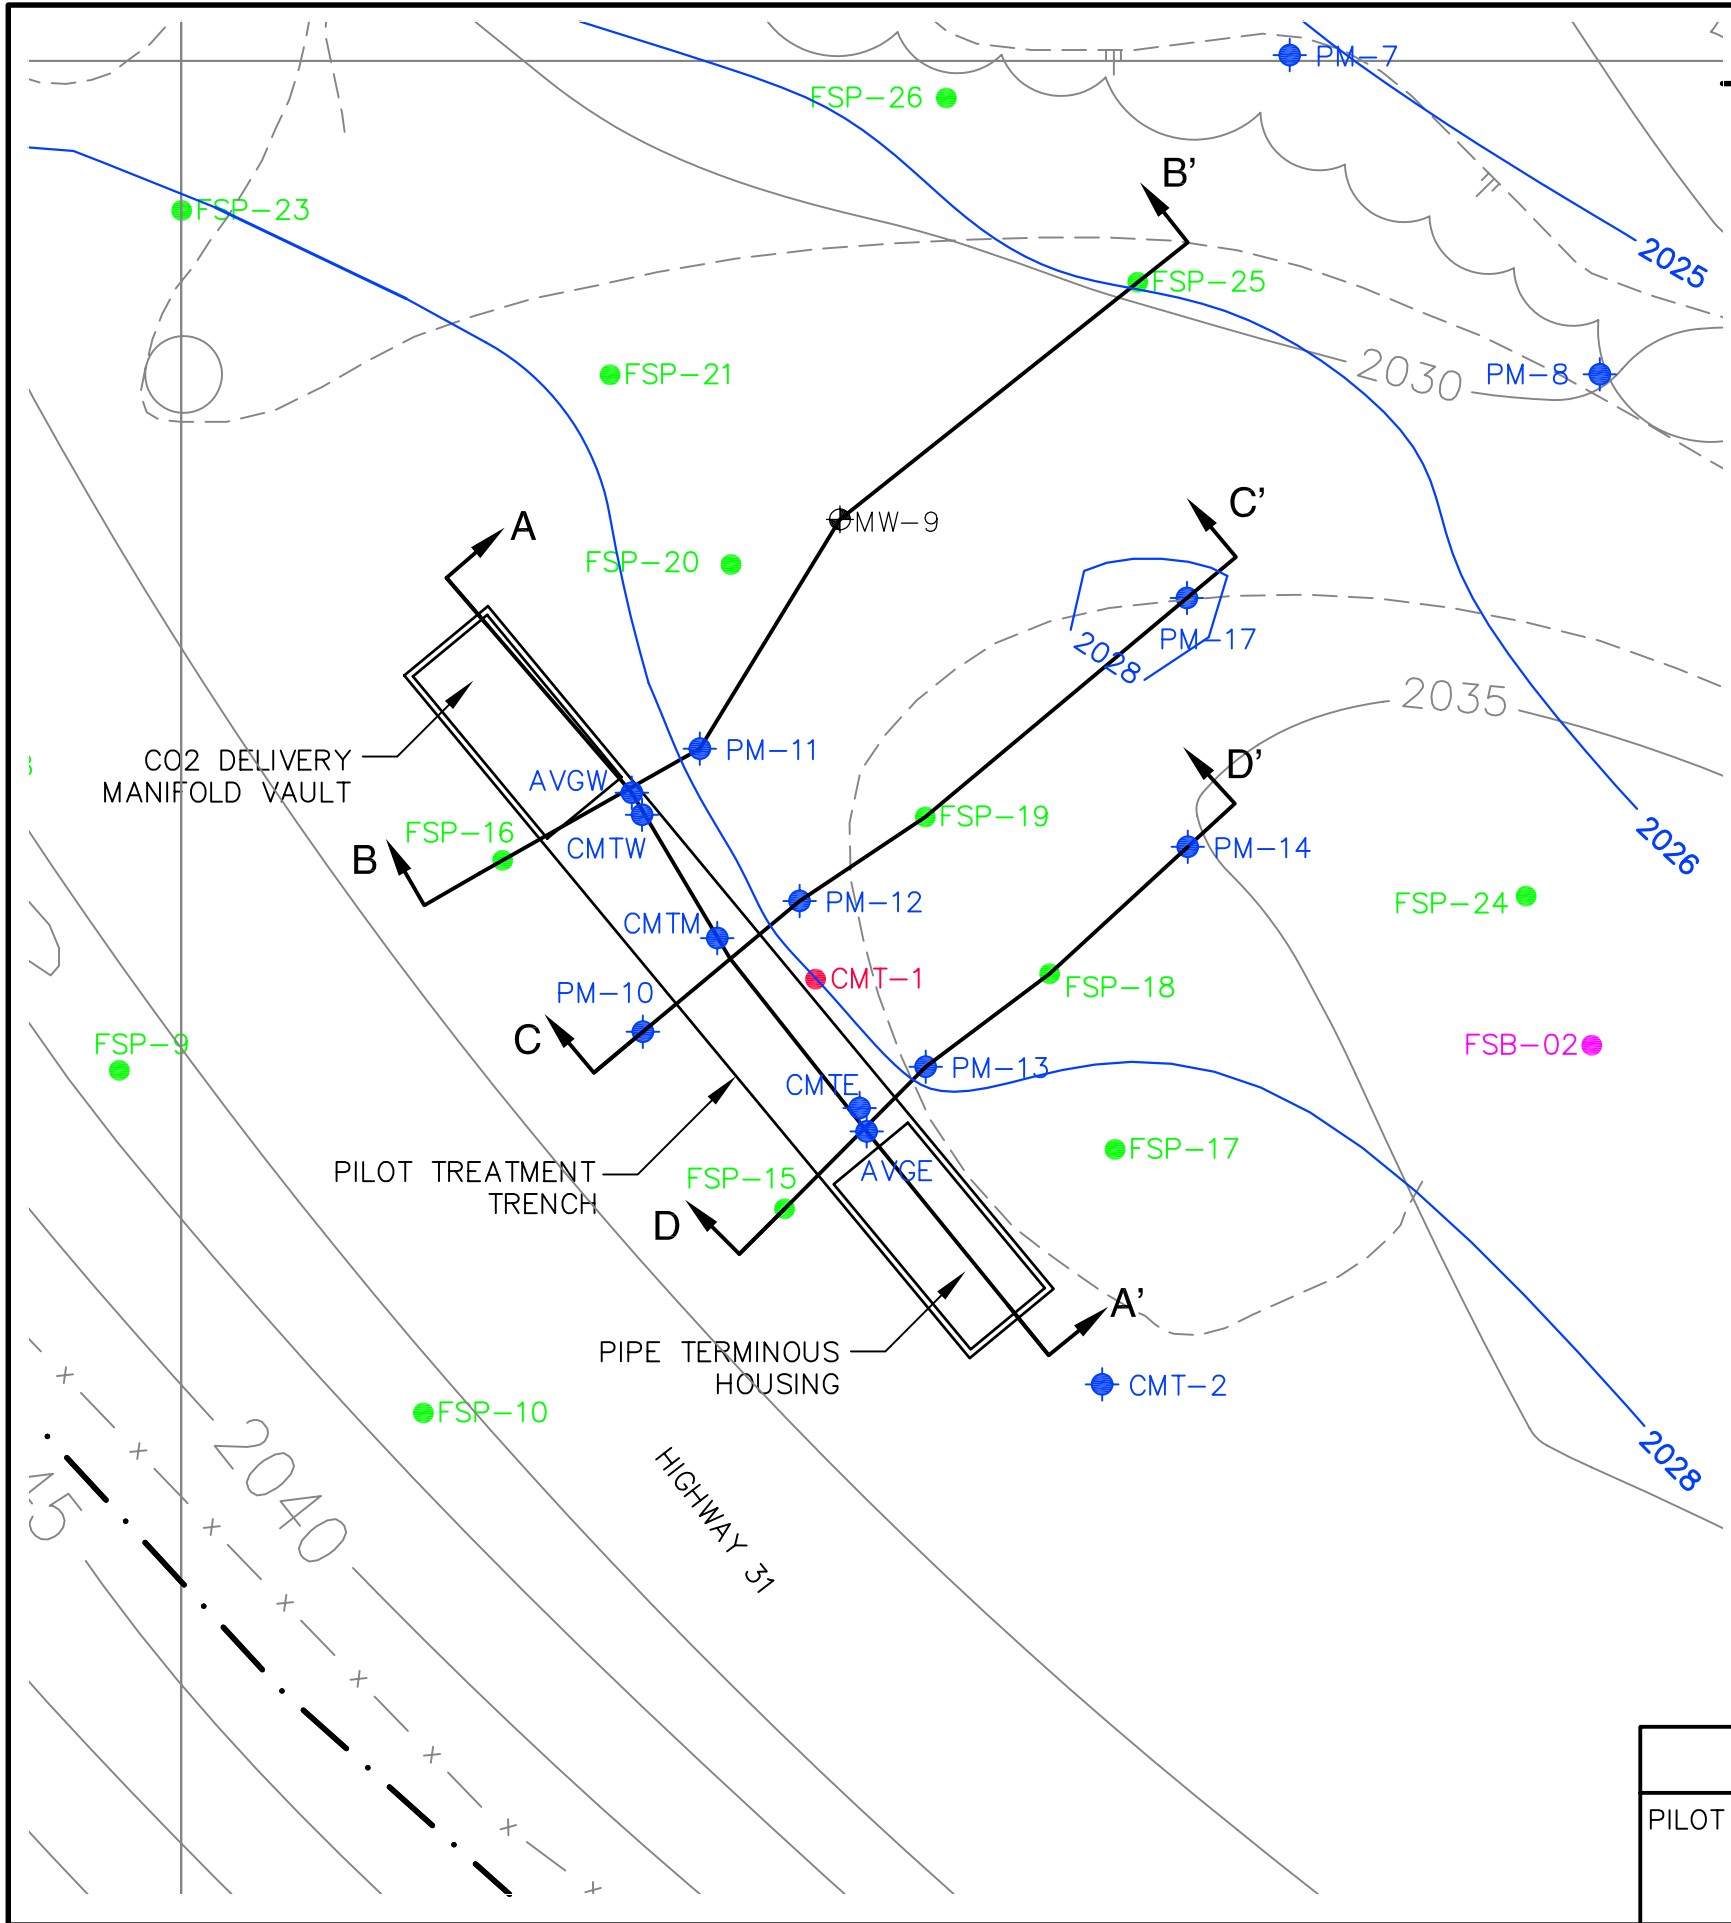 PM-7
FSP-26
B'
FSP-23
2025
FSP-25
FSP-21
2030
PM-8
C'
A
MW-9
FSP-20
PM-17
2028
2035
PM-11
CO2 DELIVERY
MANIFOLD VAULT
AVGW
D'
FSP-19
FSP-16
CMTW
PM-14
2026
B
PM-12
FSP-24
CMTM
CMT-1
FSP-18
PM-10
C
FSP-9
FSB-02
PM-13
CMTE
FSP-17
PILOT TREATMENT
TRENCH
AVGE
FSP-15
D
A'
PIPE TERMINOUS
HOUSING
CMT-2
FSP-10
2028
2040
45
HIGHWAY 31
PILOT